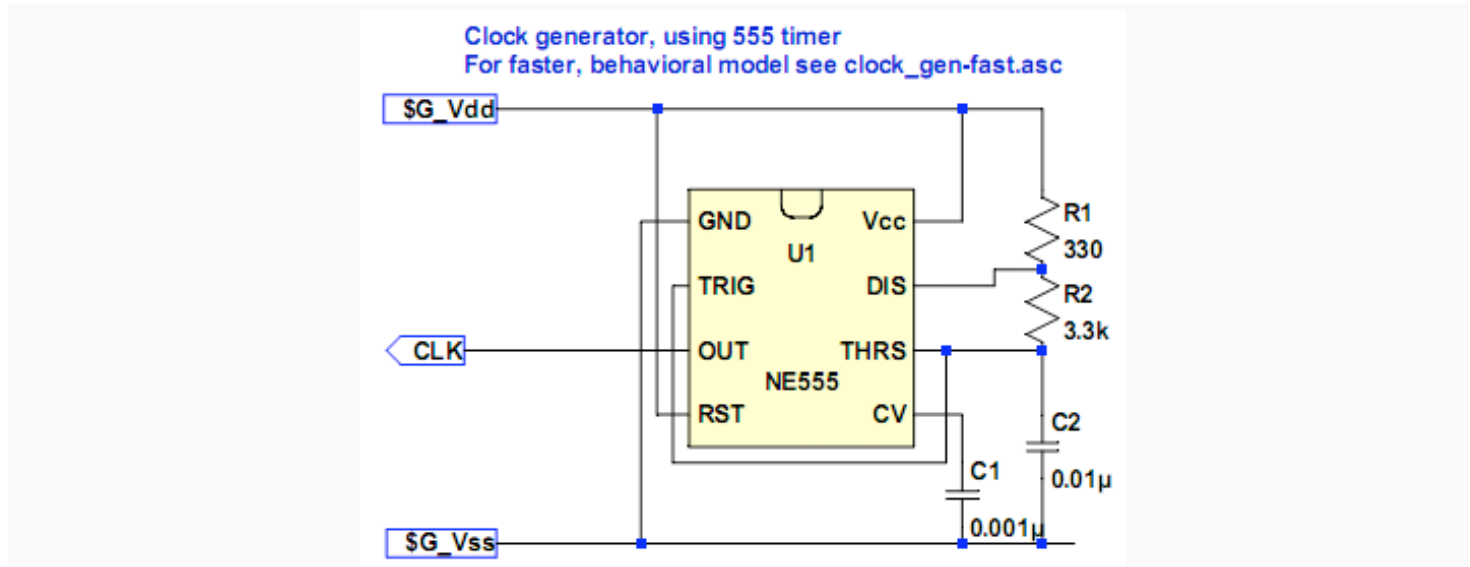 Clock generator, using 555 timer
For faster, behavioral model see clock_gen-fast.asc
$G_Vdd
GND
Vcc
R1
330
U1
TRIG
DIS
R2
3.3k
CLK
OUT
THRS
NE555
RST
CV
C2
0.01µ
C1
0.001µ
$G_Vss